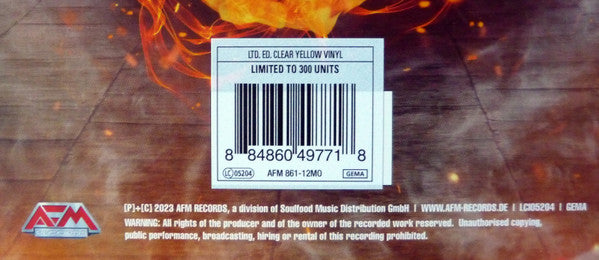 LTD. ED. CLEAR YELLOW VINYL
LIMITED TO 300 UNITS
8 84860 49771 8
LC 05204 AFM 861-12MO GEMA
[P]+[C] 2023 AFM RECORDS, a division of Soulfood Music Distribution GmbH | WWW.AFM-RECORDS.DE | LC|05204 | GEMA
WARNING: All rights of the producer and of the owner of the recorded work reserved. Unauthorised copying,
public performance, broadcasting, hiring or rental of this recording prohibited.
AFM
RECORDS